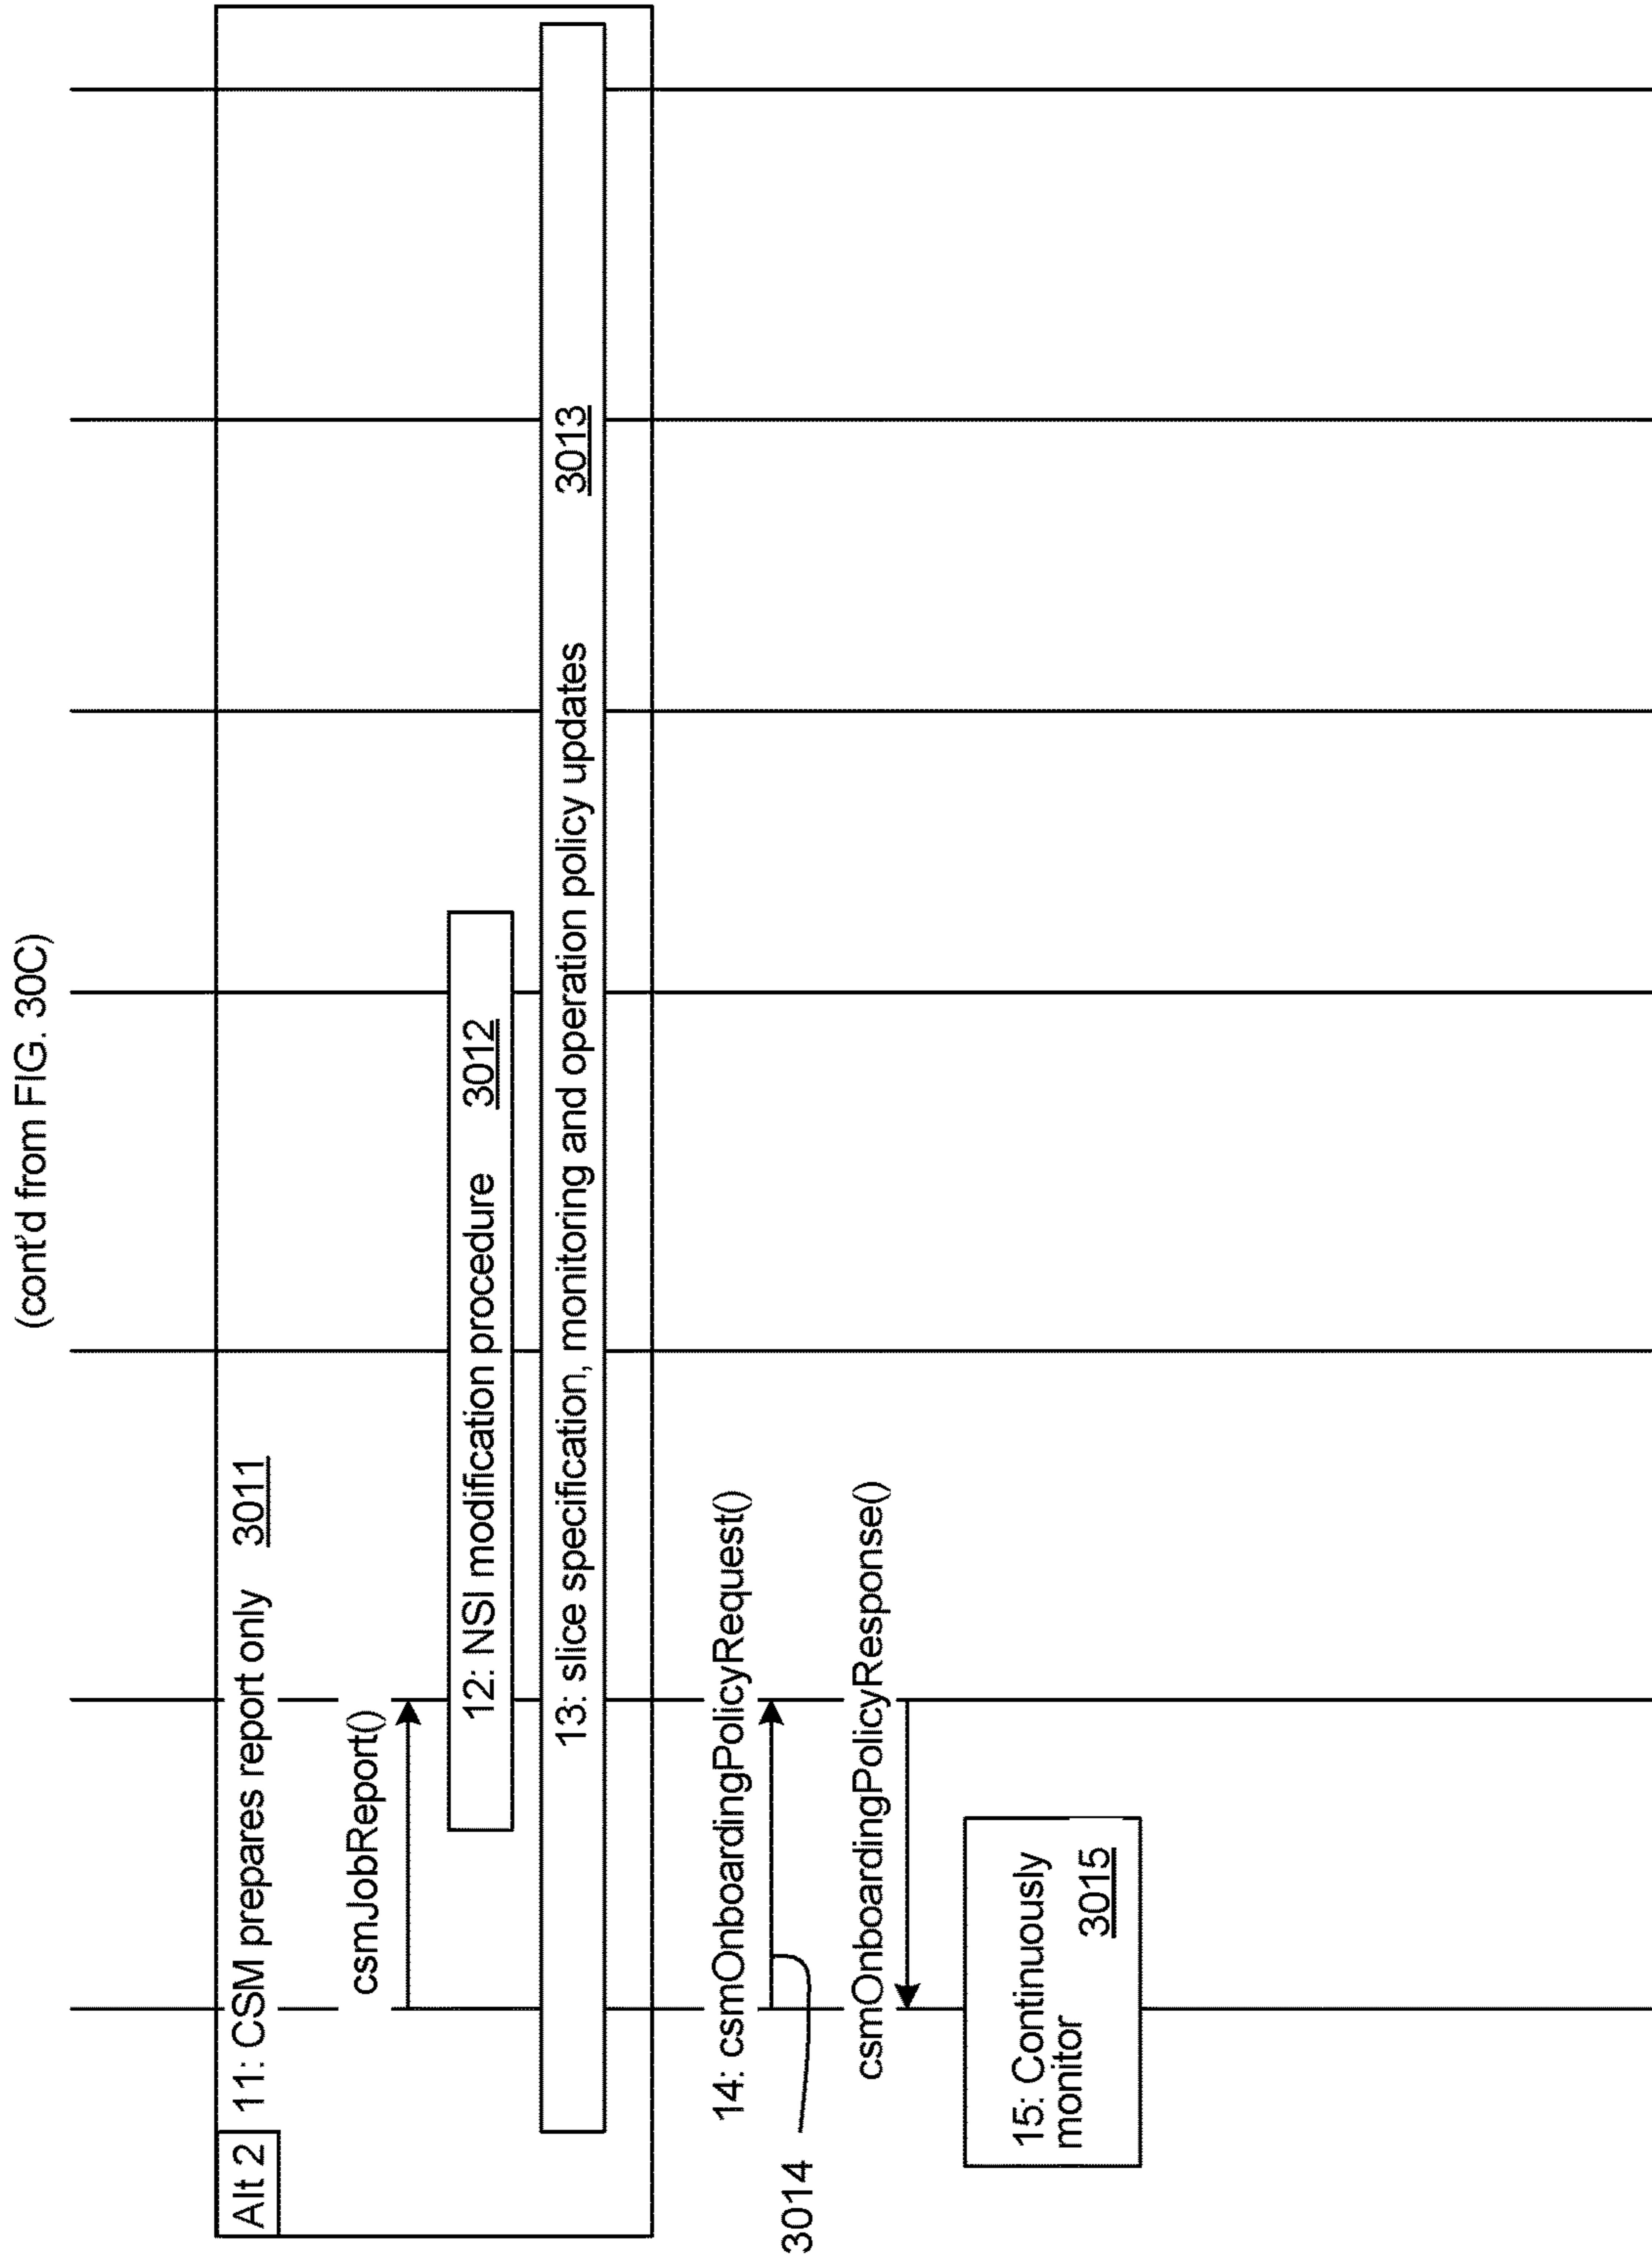 (cont'd from FIG. 30C)
Alt 2
11: CSM prepares report only 3011
csmJobReport()
12: NSI modification procedure 3012
13: slice specification, monitoring and operation policy updates 3013
14: csmOnboardingPolicyRequest()
3014
csmOnboardingPolicyResponse()
15: Continuously
monitor 3015